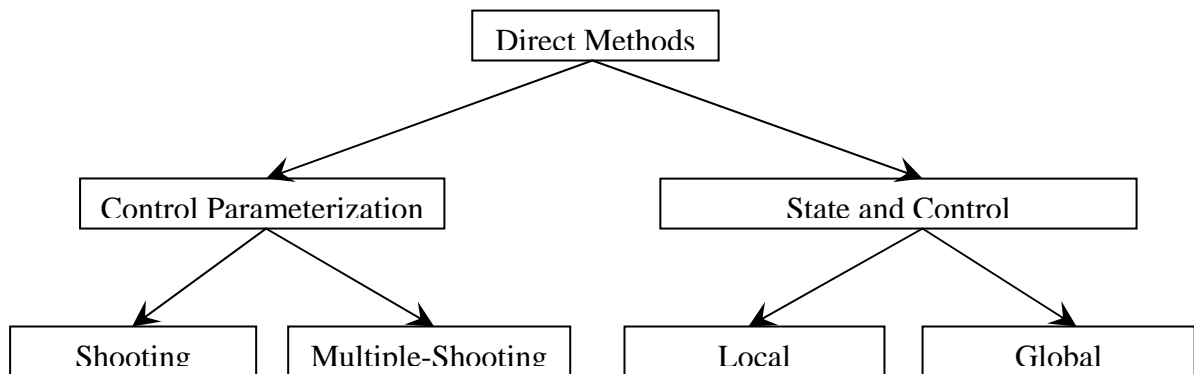 Direct Methods
Control Parameterization
State and Control
Shooting
Multiple-Shooting
Local
Global